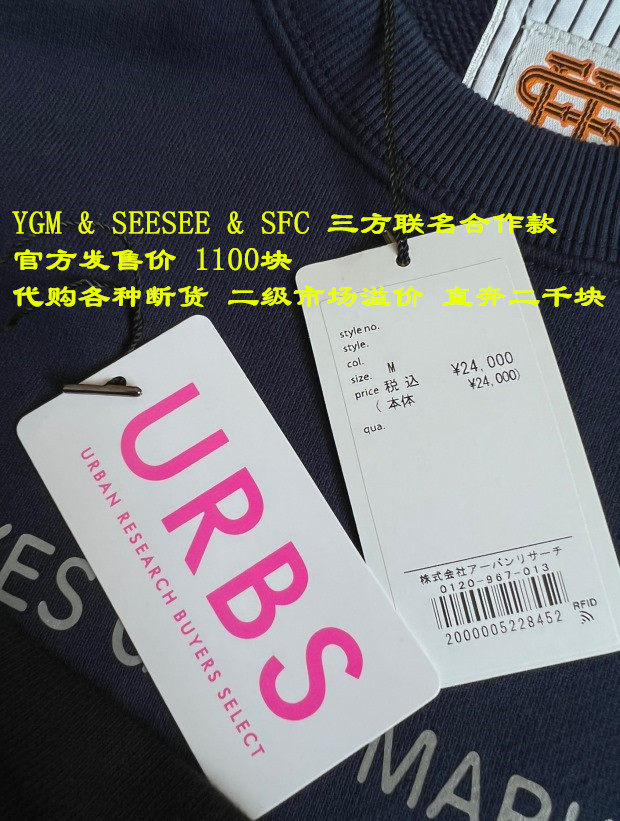 YGM & SEESEE & SFC 三方联名合作款
官方发售价 1100块
代购各种断货 二级市场溢价 直奔二千块
style no.
style.
col.
size. M
price 税込 ¥24,000
(本体 ¥24,000)
qua.
株式会社アーバンリサーチ
0120-967-013
2000005228452
RFID
URBS
URBAN RESEARCH BUYERS SELECT
MARK